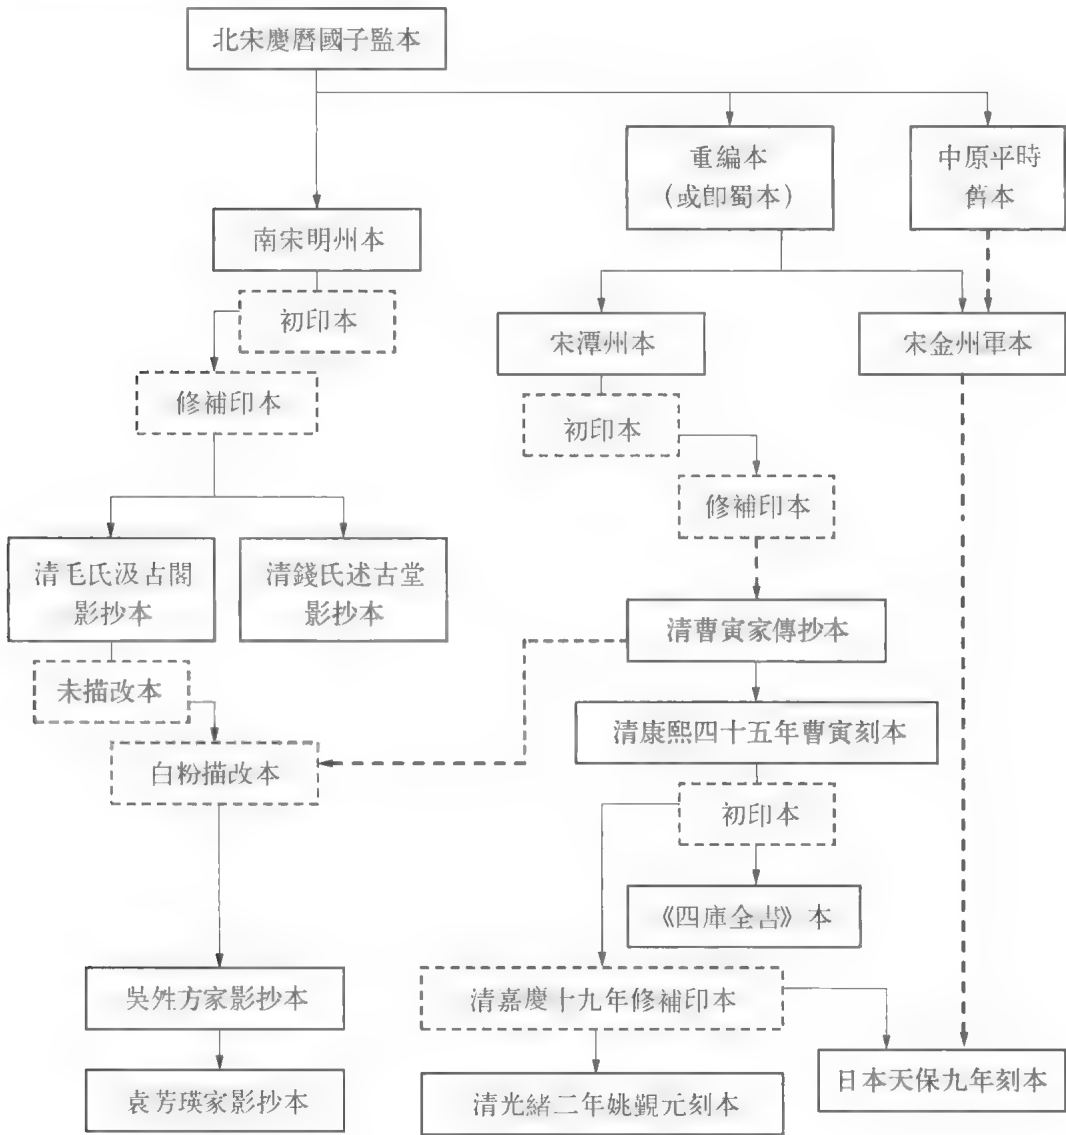 北宋慶曆國子監本
重編本
（或即蜀本）
中原平時
舊本
南宋明州本
初印本
宋潭州本
宋金州軍本
修補印本
初印本
修補印本
清毛氏汲古閣
影抄本
清錢氏述古堂
影抄本
清曹寅家傳抄本
未描改本
清康熙四十五年曹寅刻本
白粉描改本
初印本
《四庫全書》本
吳姓方家影抄本
清嘉慶十九年修補印本
日本天保九年刻本
袁芳瑛家影抄本
清光緒二年姚覲元刻本